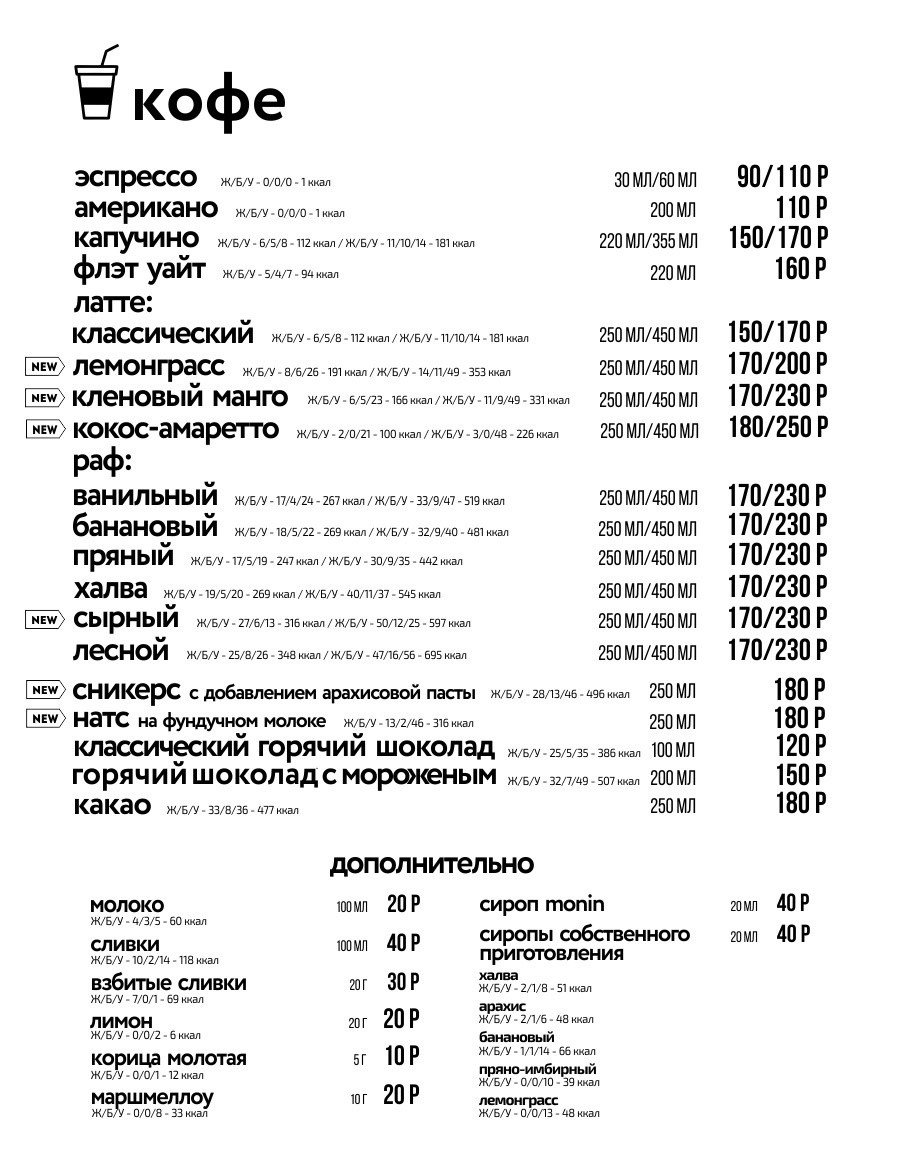 кофе
эспрессо Ж/Б/У - 0/0/0 - 1 ккал 30 МЛ/60 МЛ 90/110 Р
американо Ж/Б/У - 0/0/0 - 1 ккал 200 МЛ 110 Р
капучино Ж/Б/У - 6/5/8 - 112 ккал / Ж/Б/У - 11/10/14 - 181 ккал 220 МЛ/355 МЛ 150/170 Р
флэт уайт Ж/Б/У - 5/4/7 - 94 ккал 220 МЛ 160 Р
латте:
классический Ж/Б/У - 6/5/8 - 112 ккал / Ж/Б/У - 11/10/14 - 181 ккал 250 МЛ/450 МЛ 150/170 Р
NEW лемонграсс Ж/Б/У - 8/6/26 - 191 ккал / Ж/Б/У - 14/11/49 - 353 ккал 250 МЛ/450 МЛ 170/200 Р
NEW кленовый манго Ж/Б/У - 6/5/23 - 166 ккал / Ж/Б/У - 11/9/49 - 331 ккал 250 МЛ/450 МЛ 170/230 Р
NEW кокос-амаретто Ж/Б/У - 2/0/21 - 100 ккал / Ж/Б/У - 3/0/48 - 226 ккал 250 МЛ/450 МЛ 180/250 Р
раф:
ванильный Ж/Б/У - 17/4/24 - 267 ккал / Ж/Б/У - 33/9/47 - 519 ккал 250 МЛ/450 МЛ 170/230 Р
банановый Ж/Б/У - 18/5/22 - 269 ккал / Ж/Б/У - 32/9/40 - 481 ккал 250 МЛ/450 МЛ 170/230 Р
пряный Ж/Б/У - 17/5/19 - 247 ккал / Ж/Б/У - 30/9/35 - 442 ккал 250 МЛ/450 МЛ 170/230 Р
халва Ж/Б/У - 19/5/20 - 269 ккал / Ж/Б/У - 40/11/37 - 545 ккал 250 МЛ/450 МЛ 170/230 Р
NEW сырный Ж/Б/У - 27/6/13 - 316 ккал / Ж/Б/У - 50/12/25 - 597 ккал 250 МЛ/450 МЛ 170/230 Р
лесной Ж/Б/У - 25/8/26 - 348 ккал / Ж/Б/У - 47/16/56 - 695 ккал 250 МЛ/450 МЛ 170/230 Р
NEW сникерс с добавлением арахисовой пасты Ж/Б/У - 28/13/46 - 496 ккал 250 МЛ 180 Р
NEW натс на фундучном молоке Ж/Б/У - 13/2/46 - 316 ккал 250 МЛ 180 Р
классический горячий шоколад Ж/Б/У - 25/5/35 - 386 ккал 100 МЛ 120 Р
горячий шоколад с мороженым Ж/Б/У - 32/7/49 - 507 ккал 200 МЛ 150 Р
какао Ж/Б/У - 33/8/36 - 477 ккал 250 МЛ 180 Р
дополнительно
молоко 100 МЛ 20 Р
Ж/Б/У - 4/3/5 - 60 ккал
сливки 100 МЛ 40 Р
Ж/Б/У - 10/2/14 - 118 ккал
взбитые сливки 20 Г 30 Р
Ж/Б/У - 7/0/1 - 69 ккал
лимон 20 Г 20 Р
Ж/Б/У - 0/0/2 - 6 ккал
корица молотая 5 Г 10 Р
Ж/Б/У - 0/0/1 - 12 ккал
маршмеллоу 10 Г 20 Р
Ж/Б/У - 0/0/8 - 33 ккал
сироп monin 20 МЛ 40 Р
сиропы собственного 20 МЛ 40 Р
приготовления
халва
Ж/Б/У - 2/1/8 - 51 ккал
арахис
Ж/Б/У - 2/1/6 - 48 ккал
банановый
Ж/Б/У - 1/1/14 - 66 ккал
пряно-имбирный
Ж/Б/У - 0/0/10 - 39 ккал
лемонграсс
Ж/Б/У - 0/0/13 - 48 ккал